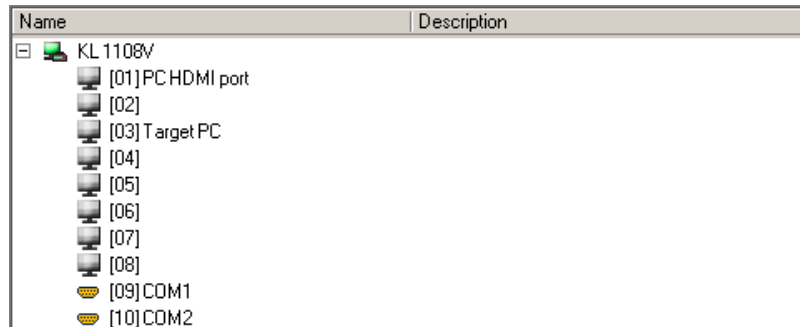 Name Description
KL1108V
[01]PC HDMI port
[02]
[03]Target PC
[04]
[05]
[06]
[07]
[08]
[09]COM1
[10]COM2